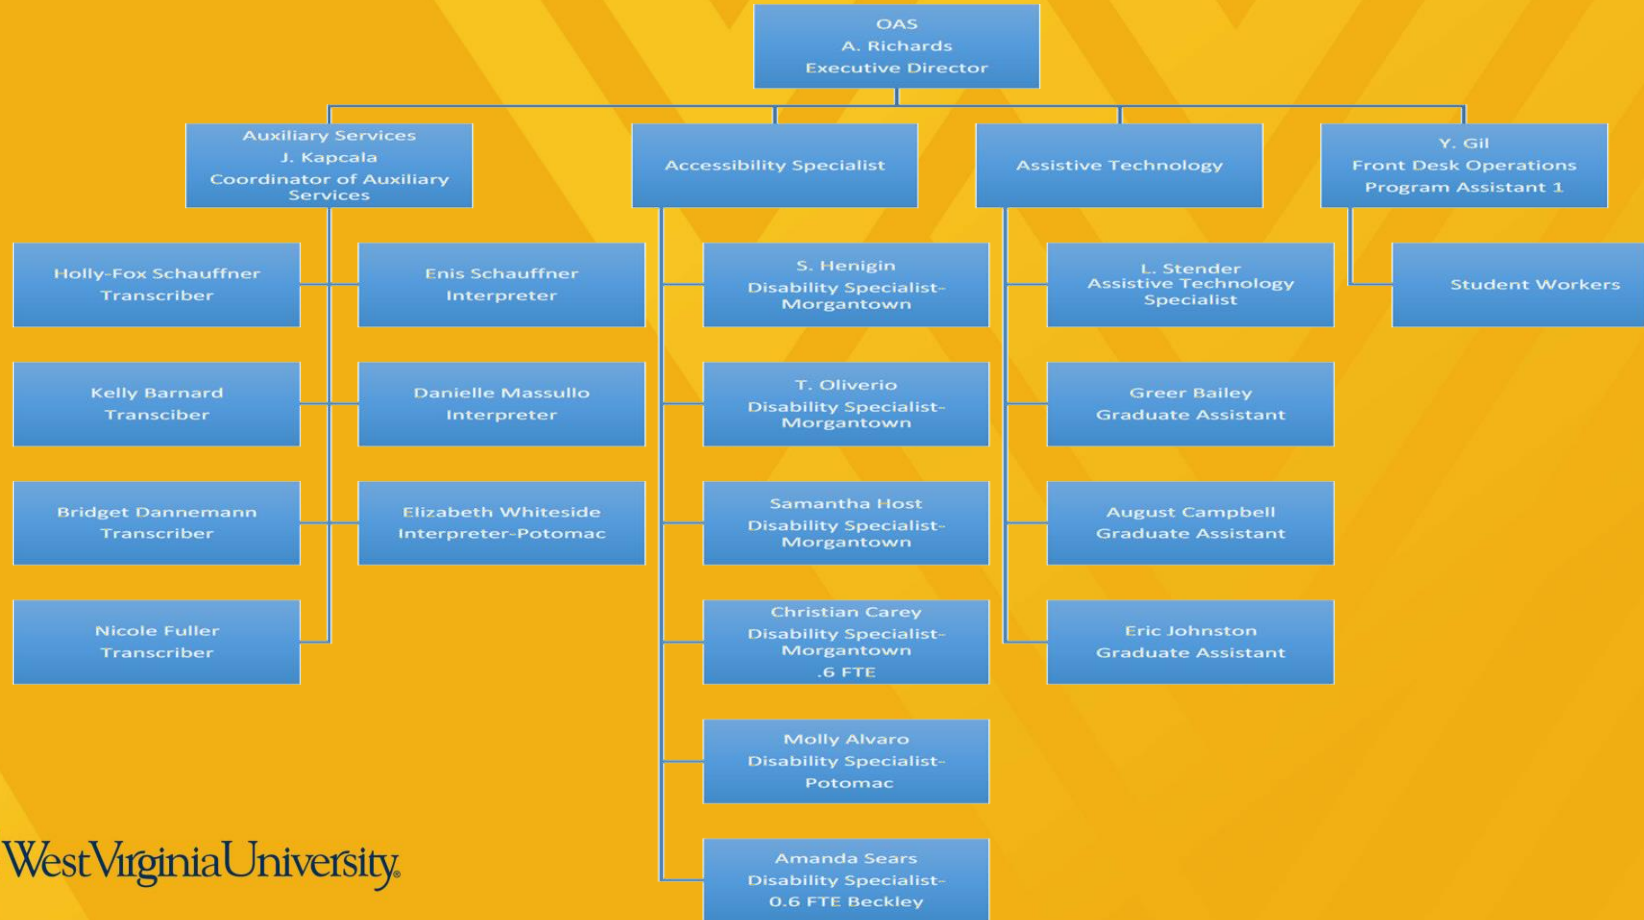 OAS
A. Richards
Executive Director
Auxiliary Services
J. Kapcala
Coordinator of Auxiliary
Services
Accessibility Specialist
Assistive Technology
Y. Gil
Front Desk Operations
Program Assistant 1
Holly-Fox Schauffner
Transcriber
Enis Schauffner
Interpreter
S. Henigin
Disability Specialist-
Morgantown
L. Stender
Assistive Technology
Specialist
Student Workers
Kelly Barnard
Transciber
Danielle Massullo
Interpreter
T. Oliverio
Disability Specialist-
Morgantown
Greer Bailey
Graduate Assistant
Bridget Dannemann
Transcriber
Elizabeth Whiteside
Interpreter-Potomac
Samantha Host
Disability Specialist-
Morgantown
August Campbell
Graduate Assistant
Nicole Fuller
Transcriber
Christian Carey
Disability Specialist-
Morgantown
.6 FTE
Eric Johnston
Graduate Assistant
Molly Alvaro
Disability Specialist-
Potomac
Amanda Sears
Disability Specialist-
0.6 FTE Beckley
WestVirginiaUniversity®